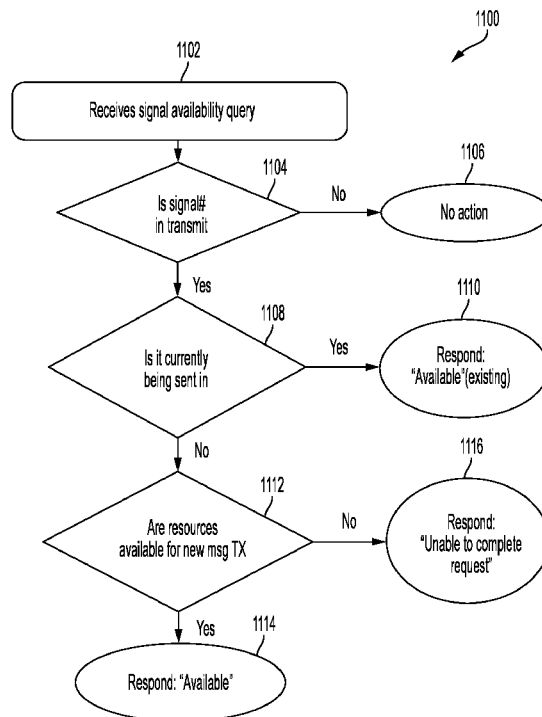 1100
1102
Receives signal availability query
1104
Is signal#
in transmit
No
1106
No action
Yes
1108
Is it currently
being sent in
Yes
1110
Respond:
“Available”(existing)
No
1112
Are resources
available for new msg TX
No
1116
Respond:
“Unable to complete
request”
Yes
1114
Respond: “Available”